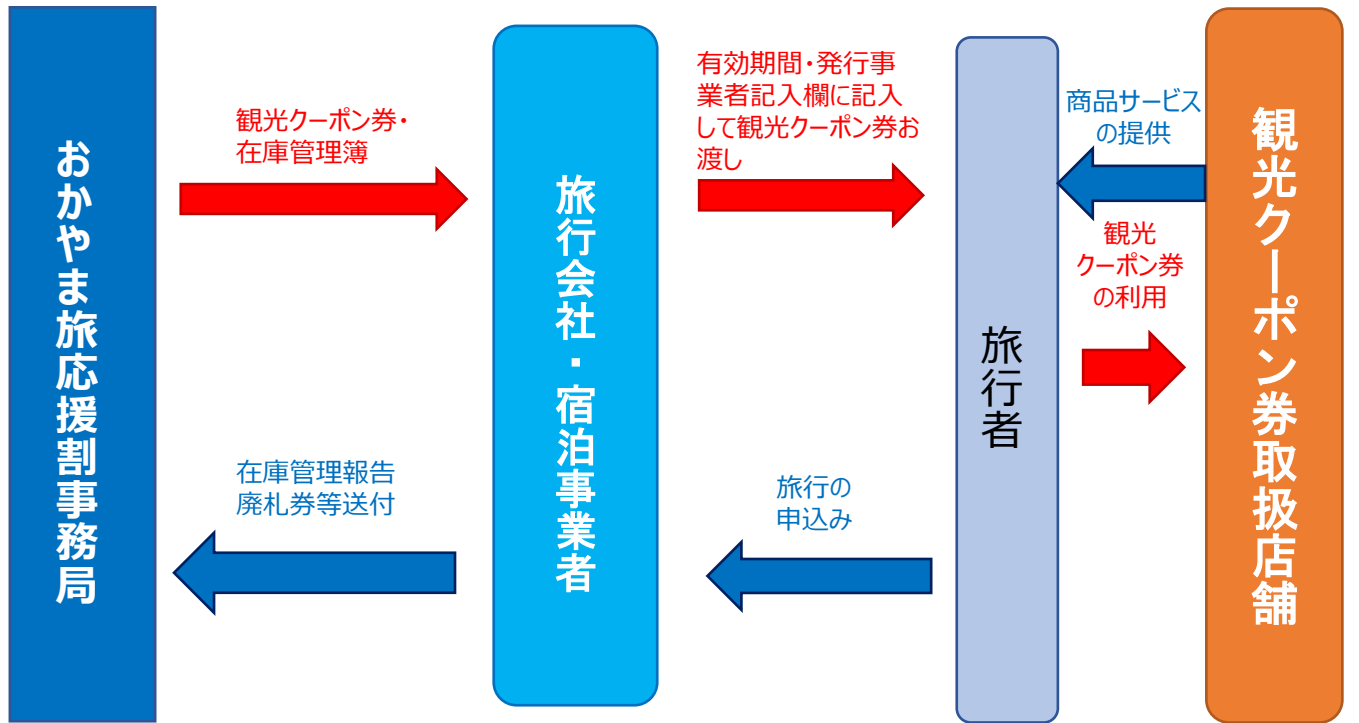 おかやま旅応援割事務局
観光クーポン券・
在庫管理簿
在庫管理報告
廃札券等送付
旅行会社・宿泊事業者
有効期間・発行事
業者記入欄に記入
して観光クーポン券お
渡し
旅行の
申込み
旅行者
商品サービス
の提供
観光
クーポン券
の利用
観光クーポン券取扱店舗